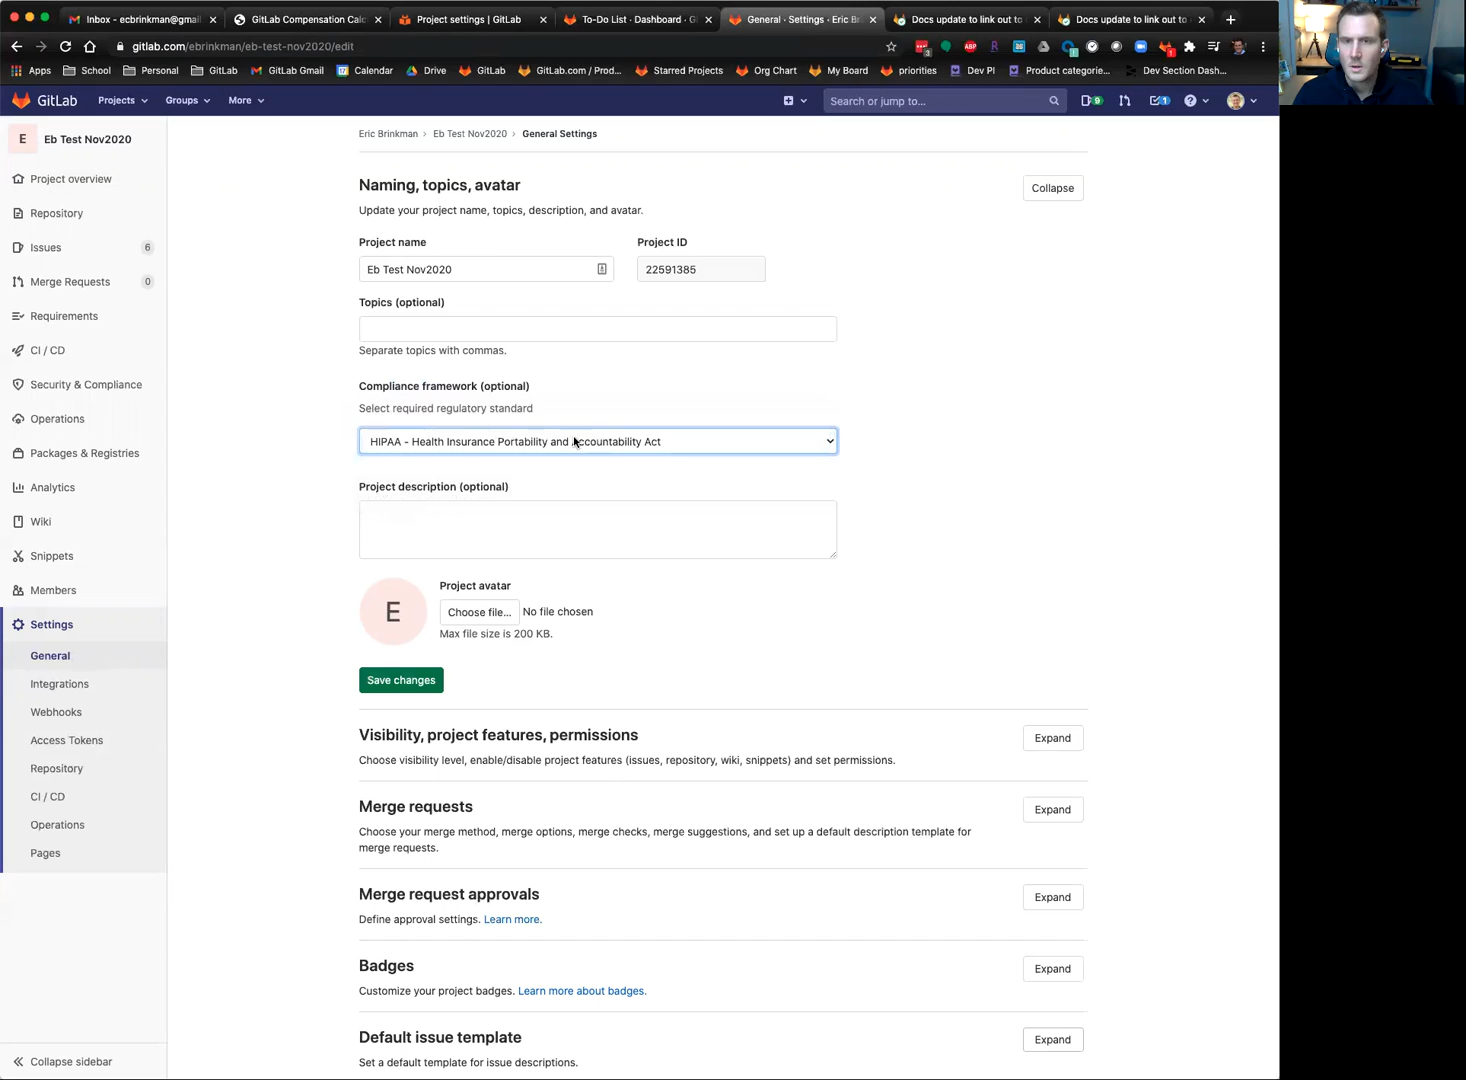 Inbox - ecbrinkman@gmail
GitLab Compensation Calc
Project settings | GitLab
To-Do List · Dashboard · G
General · Settings · Eric Br
Docs update to link out to
Docs update to link out to
gitlab.com/ebrinkman/eb-test-nov2020/edit
Apps
School
Personal
GitLab
GitLab Gmail
Calendar
Drive
GitLab
GitLab.com / Prod...
Starred Projects
Org Chart
My Board
priorities
Dev PI
Product categorie...
Dev Section Dash...
GitLab
Projects
Groups
More
Search or jump to...
9
1
E
Eb Test Nov2020
Project overview
Repository
Issues
6
Merge Requests
0
Requirements
CI / CD
Security & Compliance
Operations
Packages & Registries
Analytics
Wiki
Snippets
Members
Settings
General
Integrations
Webhooks
Access Tokens
Repository
CI / CD
Operations
Pages
Collapse sidebar
Eric Brinkman > Eb Test Nov2020 > General Settings
Naming, topics, avatar
Collapse
Update your project name, topics, description, and avatar.
Project name
Project ID
Eb Test Nov2020
22591385
Topics (optional)
Separate topics with commas.
Compliance framework (optional)
Select required regulatory standard
HIPAA - Health Insurance Portability and Accountability Act
Project description (optional)
E
Project avatar
Choose file...
No file chosen
Max file size is 200 KB.
Save changes
Visibility, project features, permissions
Expand
Choose visibility level, enable/disable project features (issues, repository, wiki, snippets) and set permissions.
Merge requests
Expand
Choose your merge method, merge options, merge checks, merge suggestions, and set up a default description template for
merge requests.
Merge request approvals
Expand
Define approval settings. Learn more.
Badges
Expand
Customize your project badges. Learn more about badges.
Default issue template
Expand
Set a default template for issue descriptions.